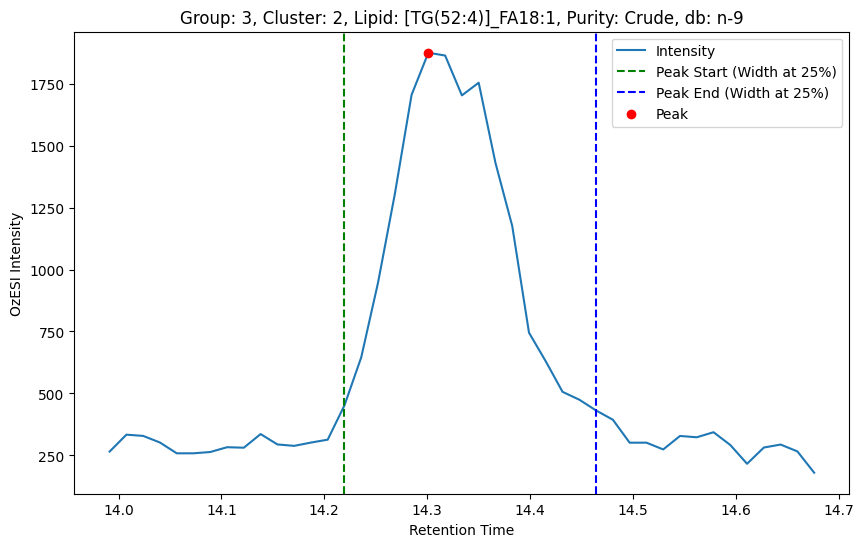 Group: 3, Cluster: 2, Lipid: [TG(52:4)]_FA18:1, Purity: Crude, db: n-9
Intensity
Peak Start (Width at 25%)
Peak End (Width at 25%)
Peak
OzESI Intensity
1750
1500
1250
1000
750
500
250
14.0 14.1 14.2 14.3 14.4 14.5 14.6 14.7
Retention Time